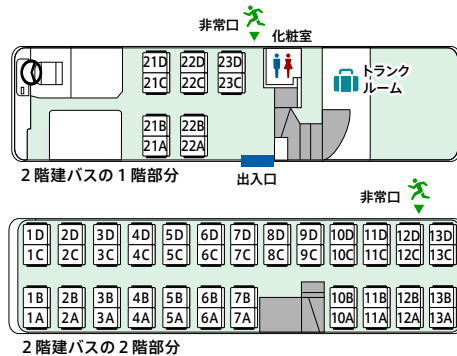 非常口
化粧室
21D 22D 23D
21C 22C 23C
トランク
ルーム
21B 22B
21A 22A
2階建バスの1階部分
出入口
非常口
1D 2D 3D 4D 5D 6D 7D 8D 9D 10D 11D 12D 13D
1C 2C 3C 4C 5C 6C 7C 8C 9C 10C 11C 12C 13C
1B 2B 3B 4B 5B 6B 7B 10B 11B 12B 13B
1A 2A 3A 4A 5A 6A 7A 10A 11A 12A 13A
2階建バスの2階部分